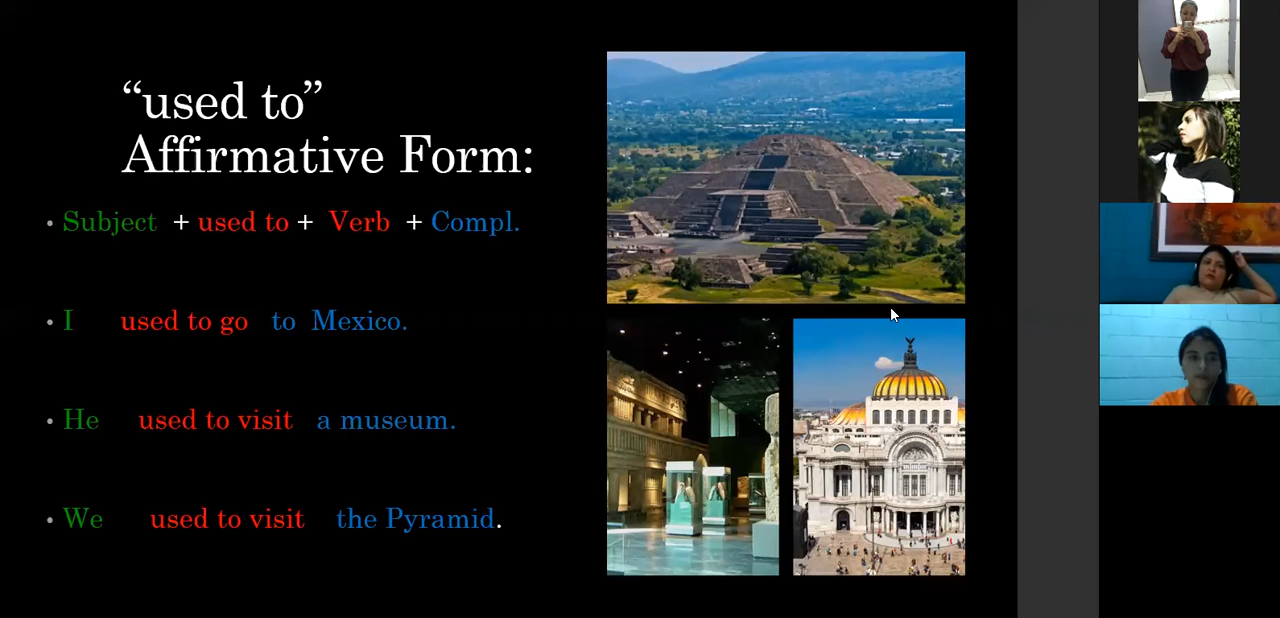 “used to”
Affirmative Form:
• Subject + used to + Verb + Compl.
• I used to go to Mexico.
• He used to visit a museum.
• We used to visit the Pyramid.